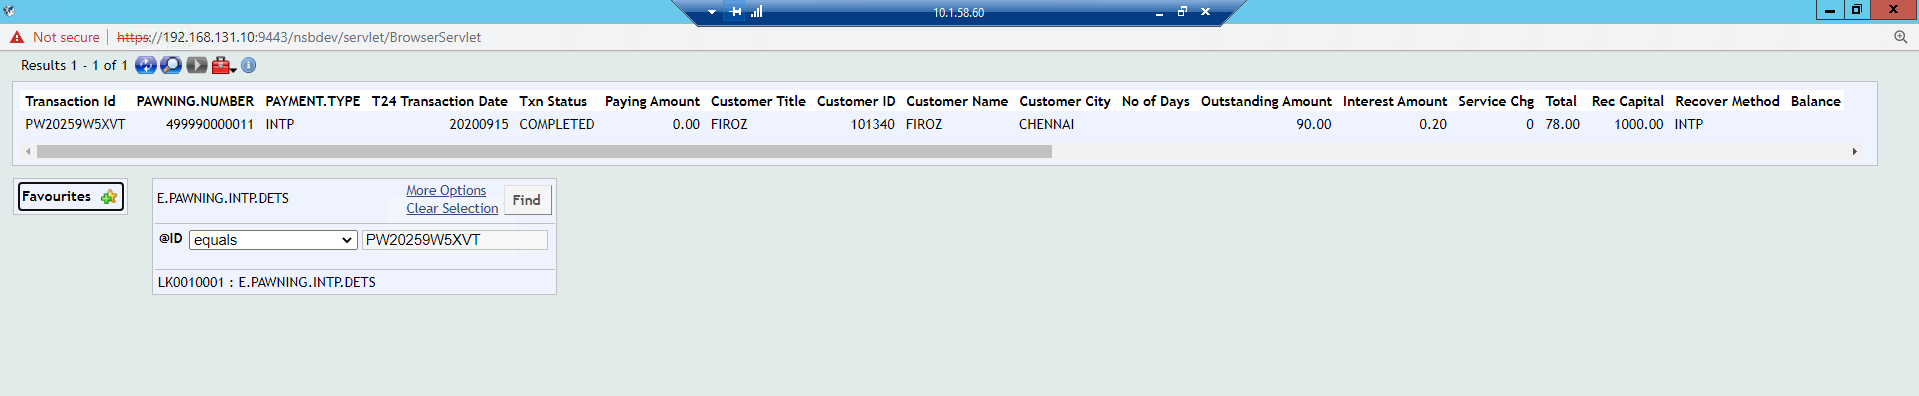 10.1.58.60
Not secure https://192.168.131.10:9443/nsbdev/servlet/BrowserServlet
Results 1 - 1 of 1
Transaction Id PAWNING.NUMBER PAYMENT.TYPE T24 Transaction Date Txn Status Paying Amount Customer Title Customer ID Customer Name Customer City No of Days Outstanding Amount Interest Amount Service Chg Total Rec Capital Recover Method Balance
PW20259W5XVT 499990000011 INTP 20200915 COMPLETED 0.00 FIROZ 101340 FIROZ CHENNAI 90.00 0.20 0 78.00 1000.00 INTP
Favourites
E.PAWNING.INTP.DETS
More Options
Clear Selection
Find
@ID equals PW20259W5XVT
LK0010001 : E.PAWNING.INTP.DETS